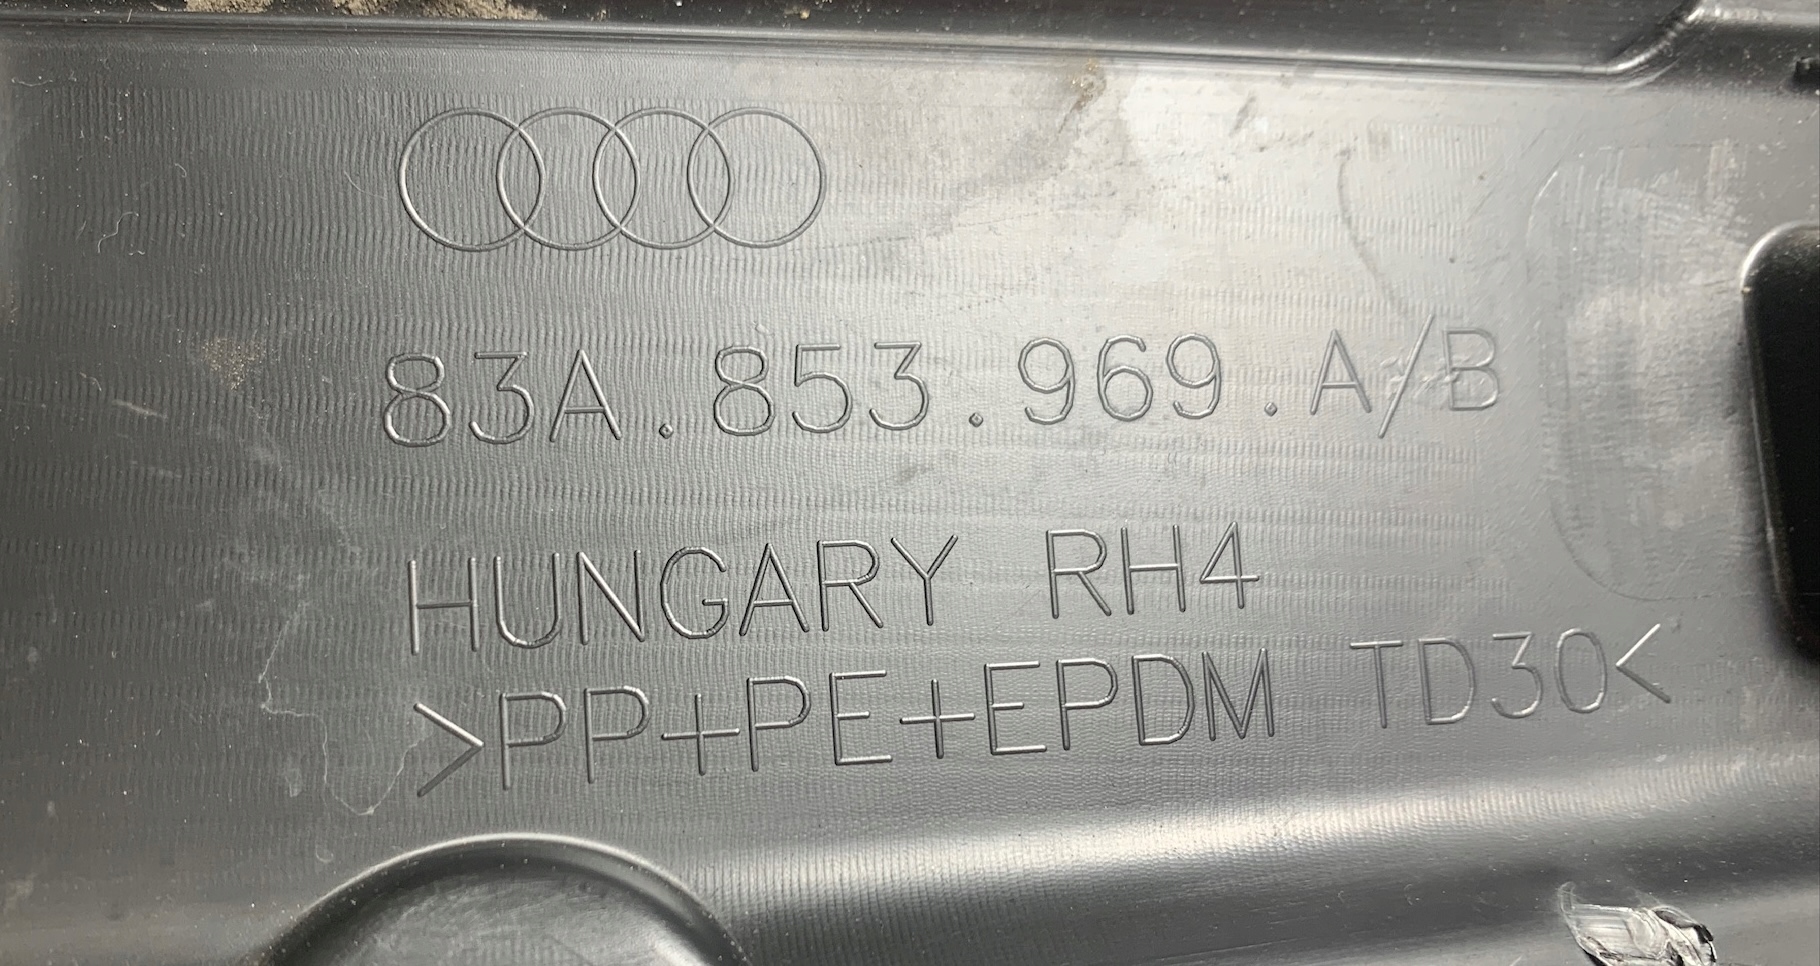 83A.853.969.A/B
HUNGARY RH4
>PP+PE+EPDM TD30<